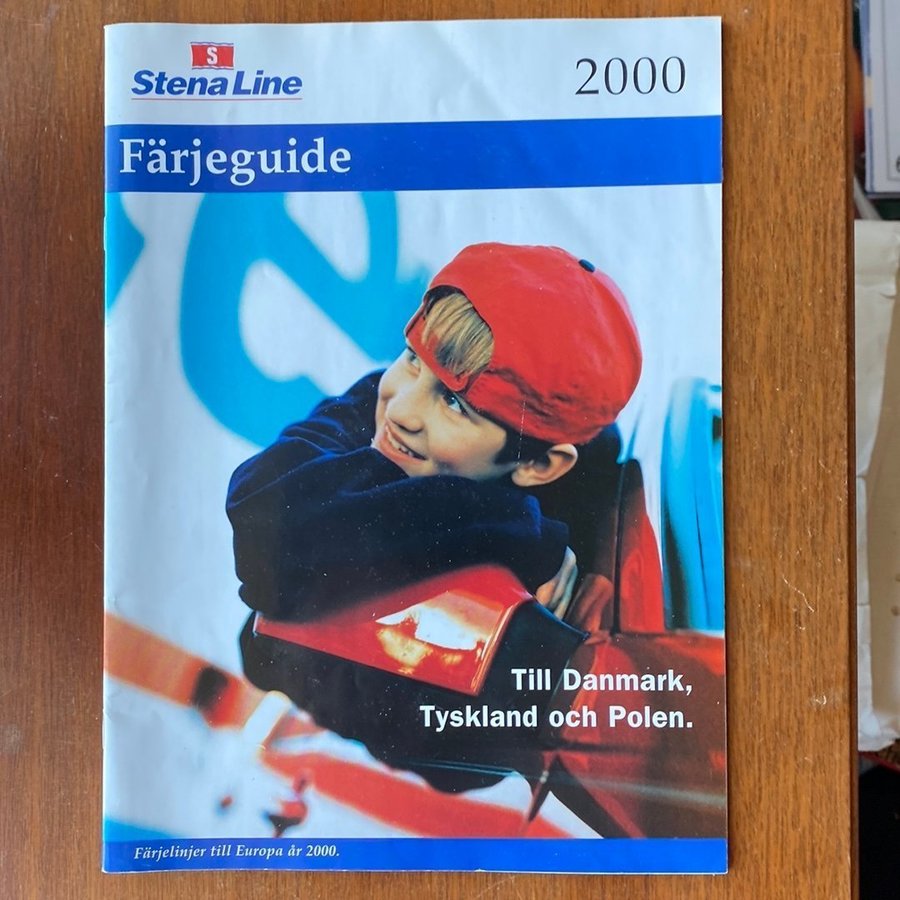 S
Stena Line
2000
Färjeguide
Till Danmark,
Tyskland och Polen.
Färjelinjer till Europa år 2000.